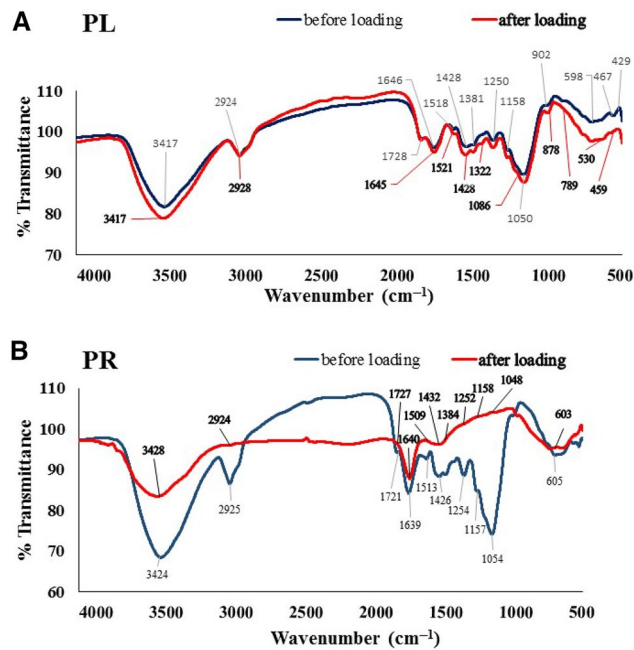 A PL
before loading after loading
902 1250 429
1646 1428 598 467
2924 1518 1381 1158
110
100
90
80
70
% Transmittance
3417 1728 878 530
2928 1645 1521 1428 1322 789 459
3417 1086 1050
4000 3500 3000 2500 2000 1500 1000 500
Wavenumber (cm−1)
B PR
before loading after loading
1727 1432 1252 1158 1048
1509 1384
2924 1640 603
3428
110
100
90
80
70
60
% Transmittance
2925 1721 1513 1426 1254 605
1639 1157
3424 1054
4000 3500 3000 2500 2000 1500 1000 500
Wavenumber (cm−1)